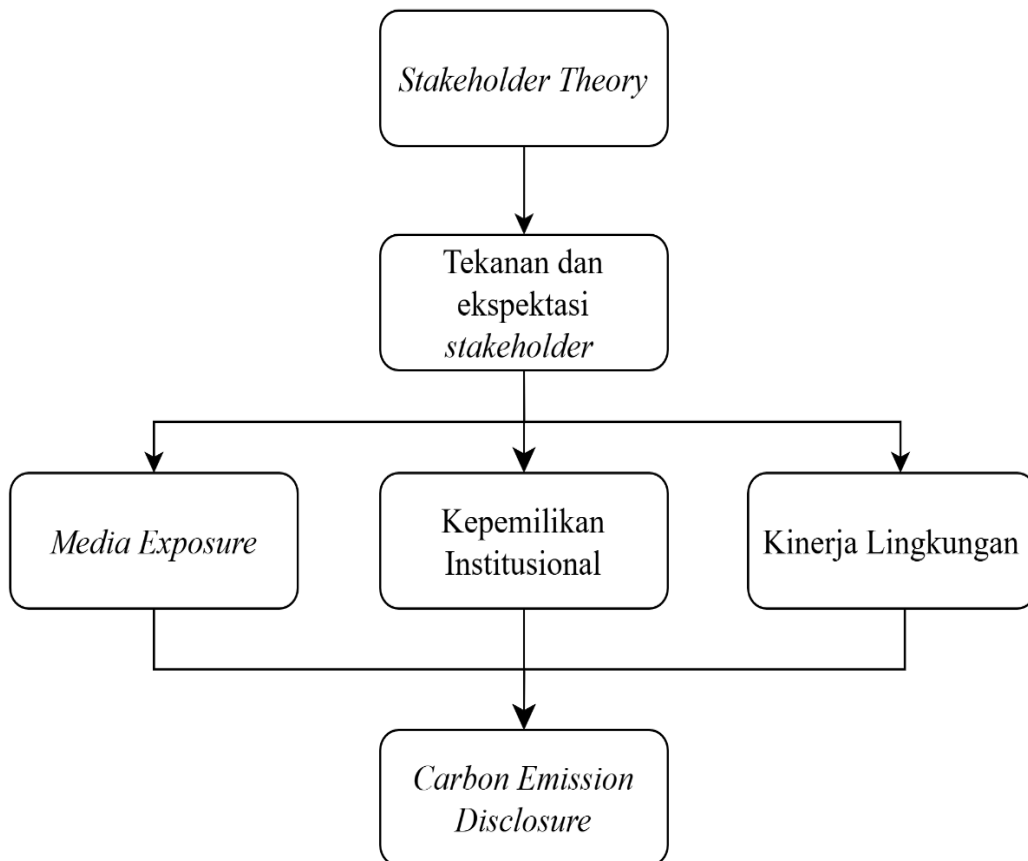 Stakeholder Theory
Tekanan dan
ekspektasi
stakeholder
Media Exposure
Kepemilikan
Institusional
Kinerja Lingkungan
Carbon Emission
Disclosure